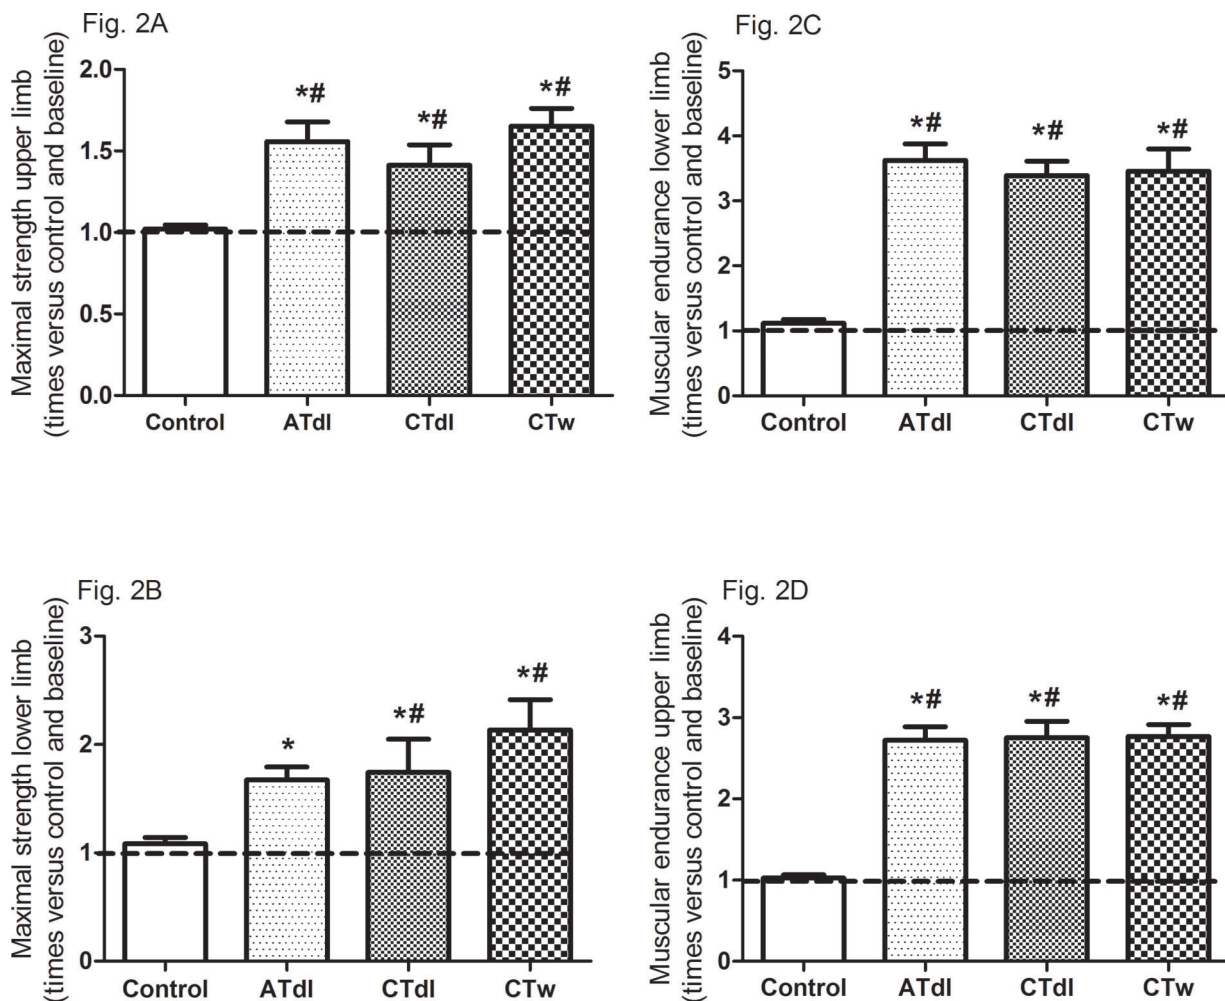 Fig. 2A
Maximal strength upper limb
(times versus control and baseline)
2.0
1.5
1.0
0.5
0.0
*#
*#
*#
Control ATdl CTdl CTw
Fig. 2C
Muscular endurance lower limb
(times versus control and baseline)
5
4
3
2
1
0
*#
*#
*#
Control ATdl CTdl CTw
Fig. 2B
Maximal strength lower limb
(times versus control and baseline)
3
2
1
0
*
*#
*#
Control ATdl CTdl CTw
Fig. 2D
Muscular endurance upper limb
(times versus control and baseline)
4
3
2
1
0
*#
*#
*#
Control ATdl CTdl CTw